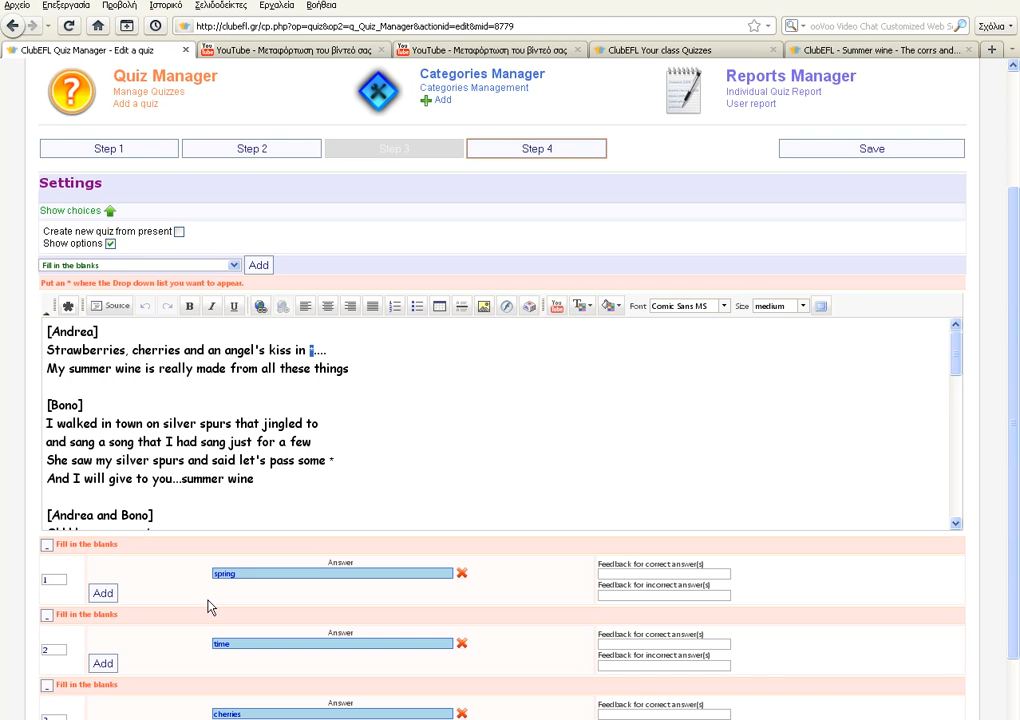 Αρχείο Επεξεργασία Προβολή Ιστορικό Σελιδοδείκτες Εργαλεία Βοήθεια
http://clubefl.gr/cp.php?op=quiz&op2=q_Quiz_Manager&actionid=edit&mid=8779
ooVoo Video Chat Customized Web S
Σχόλια
ClubEFL Quiz Manager - Edit a quiz
YouTube - Μεταφόρτωση του βίντεό σας
YouTube - Μεταφόρτωση του βίντεό σας
ClubEFL Your class Quizzes
ClubEFL - Summer wine - The corrs and...
Quiz Manager
Manage Quizzes
Add a quiz
Categories Manager
Categories Management
Add
Reports Manager
Individual Quiz Report
User report
Step 1
Step 2
Step 3
Step 4
Save
Settings
Show choices
Create new quiz from present
Show options
Fill in the blanks
Add
Put an * where the Drop down list you want to appear.
Source
B I U
You Tube
Font Comic Sans MS
Size medium
[Andrea]
Strawberries, cherries and an angel's kiss in *....
My summer wine is really made from all these things
[Bono]
I walked in town on silver spurs that jingled to
and sang a song that I had sang just for a few
She saw my silver spurs and said let's pass some *
And I will give to you...summer wine
[Andrea and Bono]
Fill in the blanks
Answer
Feedback for correct answer(s)
1
spring
Feedback for incorrect answer(s)
Add
Fill in the blanks
Answer
Feedback for correct answer(s)
2
time
Feedback for incorrect answer(s)
Add
Fill in the blanks
Answer
Feedback for correct answer(s)
cherries